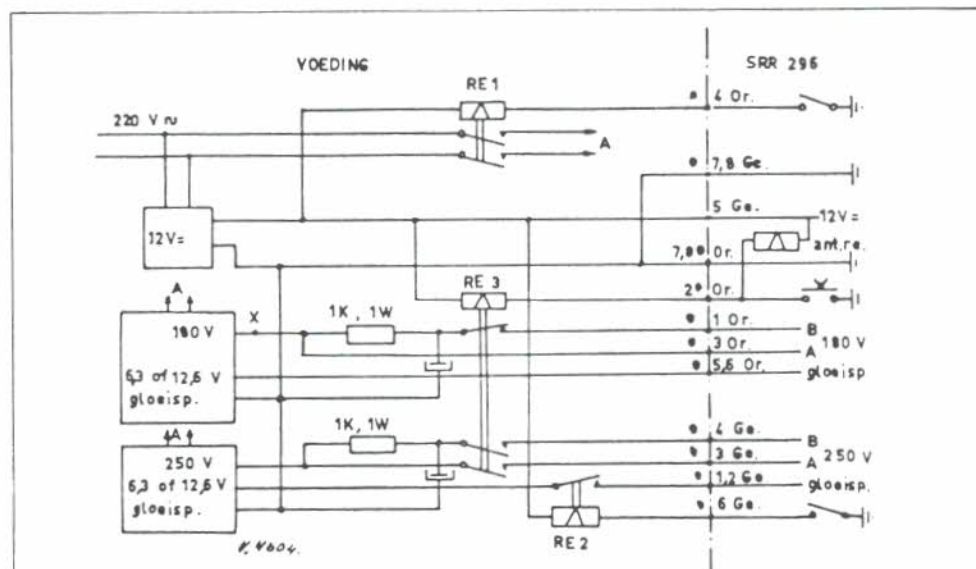 VOEDING
SRR 296
RE 1
4 Or.
220 V ~
A
7,8 Ge.
5 Ge.
12V =
12V =
ant.re.
7,8 Or.
RE 3
2 Or.
A
180 V
X
1K, 1W
1 Or.
B
3 Or.
A
180 V
6,3 of 12,6 V
gloeisp.
5,6 Or.
gloeisp.
A
1K, 1W
4 Ge.
B
250 V
3 Ge.
A
250 V
6,3 of 12,6 V
gloeisp.
1,2 Ge
gloeisp.
6 Ge.
RE 2